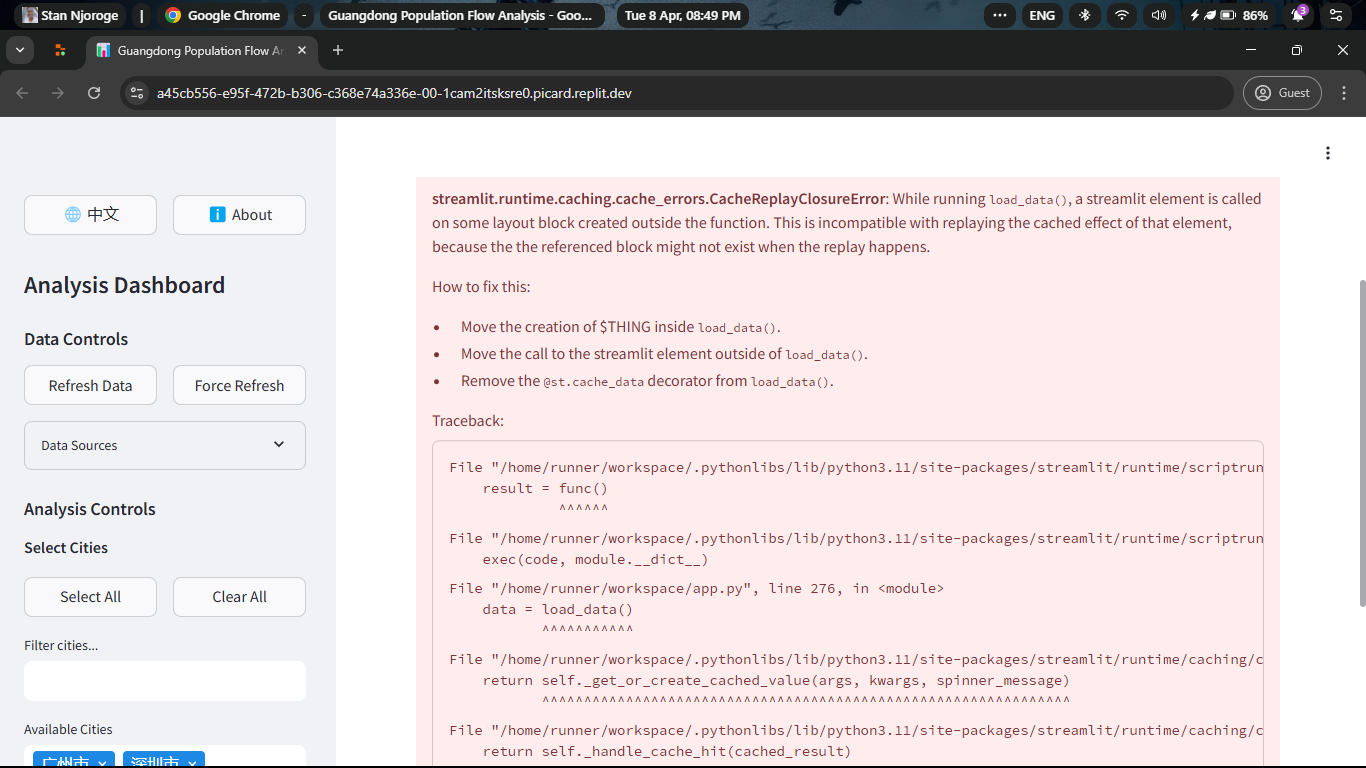 Stan Njoroge | Google Chrome - Guangdong Population Flow Analysis - Goo... Tue 8 Apr, 08:49 PM ••• ENG 86% 3
Guangdong Population Flow An
a45cb556-e95f-472b-b306-c368e74a336e-00-1cam2itsksre0.picard.replit.dev Guest
中文 About
Analysis Dashboard
Data Controls
Refresh Data Force Refresh
Data Sources
Analysis Controls
Select Cities
Select All Clear All
Filter cities...
Available Cities
广州市 深圳市
streamlit.runtime.caching.cache_errors.CacheReplayClosureError: While running load_data(), a streamlit element is called
on some layout block created outside the function. This is incompatible with replaying the cached effect of that element,
because the the referenced block might not exist when the replay happens.
How to fix this:
• Move the creation of $THING inside load_data().
• Move the call to the streamlit element outside of load_data().
• Remove the @st.cache_data decorator from load_data().
Traceback:
File "/home/runner/workspace/.pythonlibs/lib/python3.11/site-packages/streamlit/runtime/scriptrun
result = func()
^^^^^^
File "/home/runner/workspace/.pythonlibs/lib/python3.11/site-packages/streamlit/runtime/scriptrun
exec(code, module.__dict__)
File "/home/runner/workspace/app.py", line 276, in <module>
data = load_data()
^^^^^^^^^^^
File "/home/runner/workspace/.pythonlibs/lib/python3.11/site-packages/streamlit/runtime/caching/c
return self._get_or_create_cached_value(args, kwargs, spinner_message)
^^^^^^^^^^^^^^^^^^^^^^^^^^^^^^^^^^^^^^^^^^^^^^^^^^^^^^^^^^^^^^^
File "/home/runner/workspace/.pythonlibs/lib/python3.11/site-packages/streamlit/runtime/caching/c
return self._handle_cache_hit(cached_result)